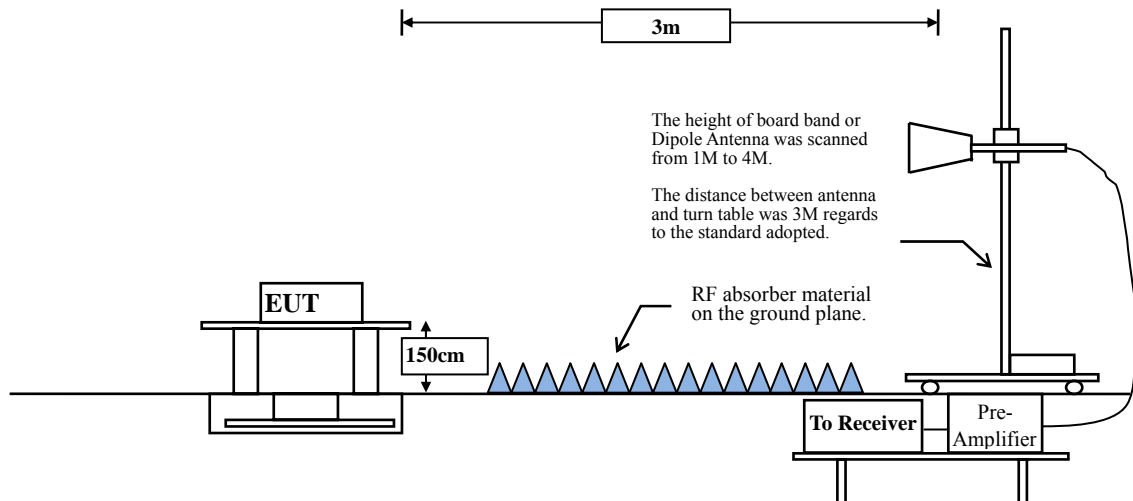 3m
The height of board band or
Dipole Antenna was scanned
from 1M to 4M.
The distance between antenna
and turn table was 3M regards
to the standard adopted.
EUT
RF absorber material
on the ground plane.
150cm
To Receiver
Pre-
Amplifier